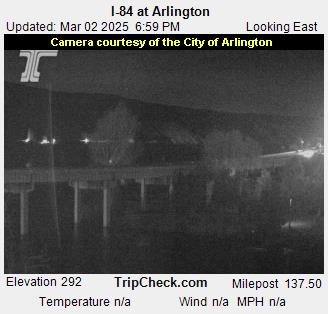 I-84 at Arlington
Updated: Mar 02 2025 6:59 PM Looking East
Camera courtesy of the City of Arlington
Elevation 292 TripCheck.com Milepost 137.50
Temperature n/a Wind n/a MPH n/a